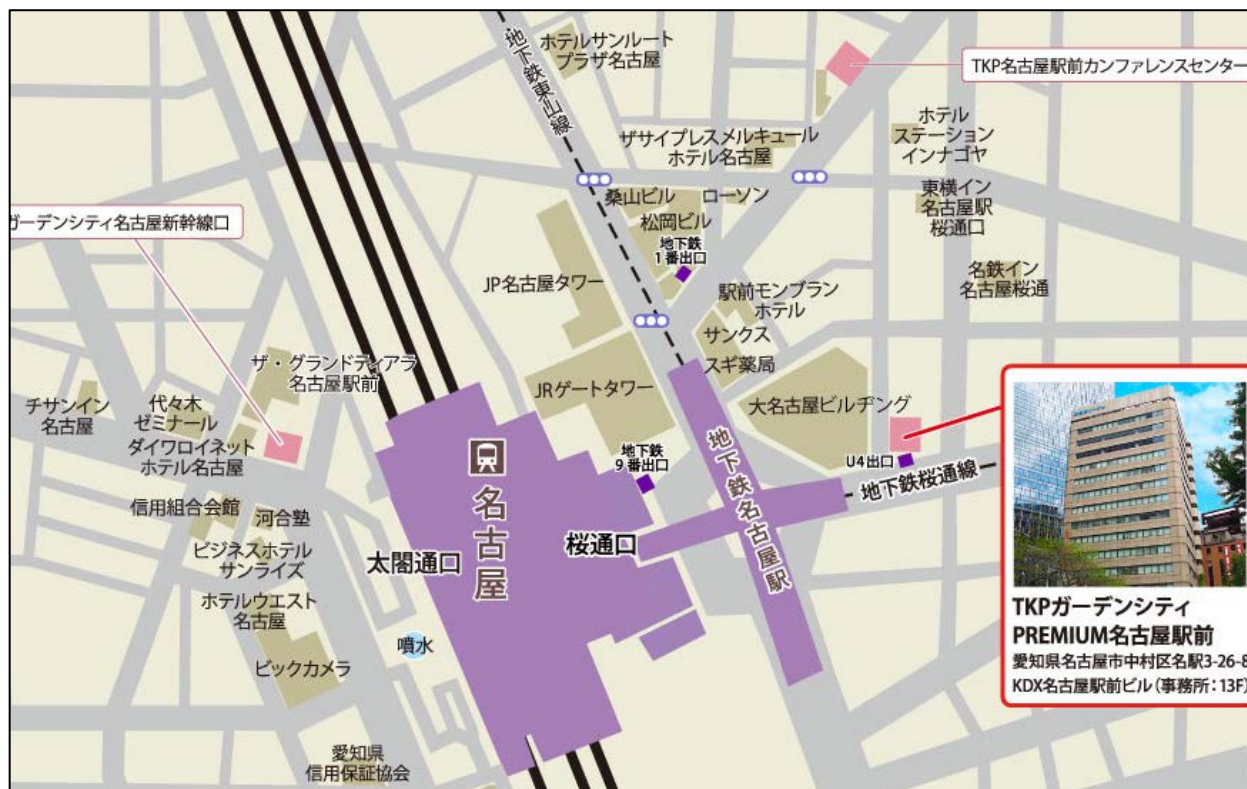 ホテルサンルート
プラザ名古屋
地下鉄東山線
TKP名古屋駅前カンファレンスセンター
ザサイプレスメルキュール
ホテル名古屋
ホテル
ステーション
インナゴヤ
桑山ビル
ローソン
松岡ビル
東横イン
名古屋駅
桜通口
地下鉄
1番出口
ガーデンシティ名古屋新幹線口
JP名古屋タワー
駅前モンブラン
ホテル
名鉄イン
名古屋桜通
サンクス
スギ薬局
ザ・グランドティアラ
名古屋駅前
JRゲートタワー
大名古屋ビルヂング
チサンイン
名古屋
代々木
ゼミナール
ダイワロイネット
ホテル名古屋
地下鉄
9番出口
U4出口
地下鉄桜通線
地下鉄名古屋駅
名古屋
信用組合会館
河合塾
桜通口
太閤通口
ビジネスホテル
サンライズ
ホテルウエスト
名古屋
噴水
ビックカメラ
愛知県
信用保証協会
TKPガーデンシティ
PREMIUM名古屋駅前
愛知県名古屋市中村区名駅3-26-8
KDX名古屋駅前ビル（事務所：13F）